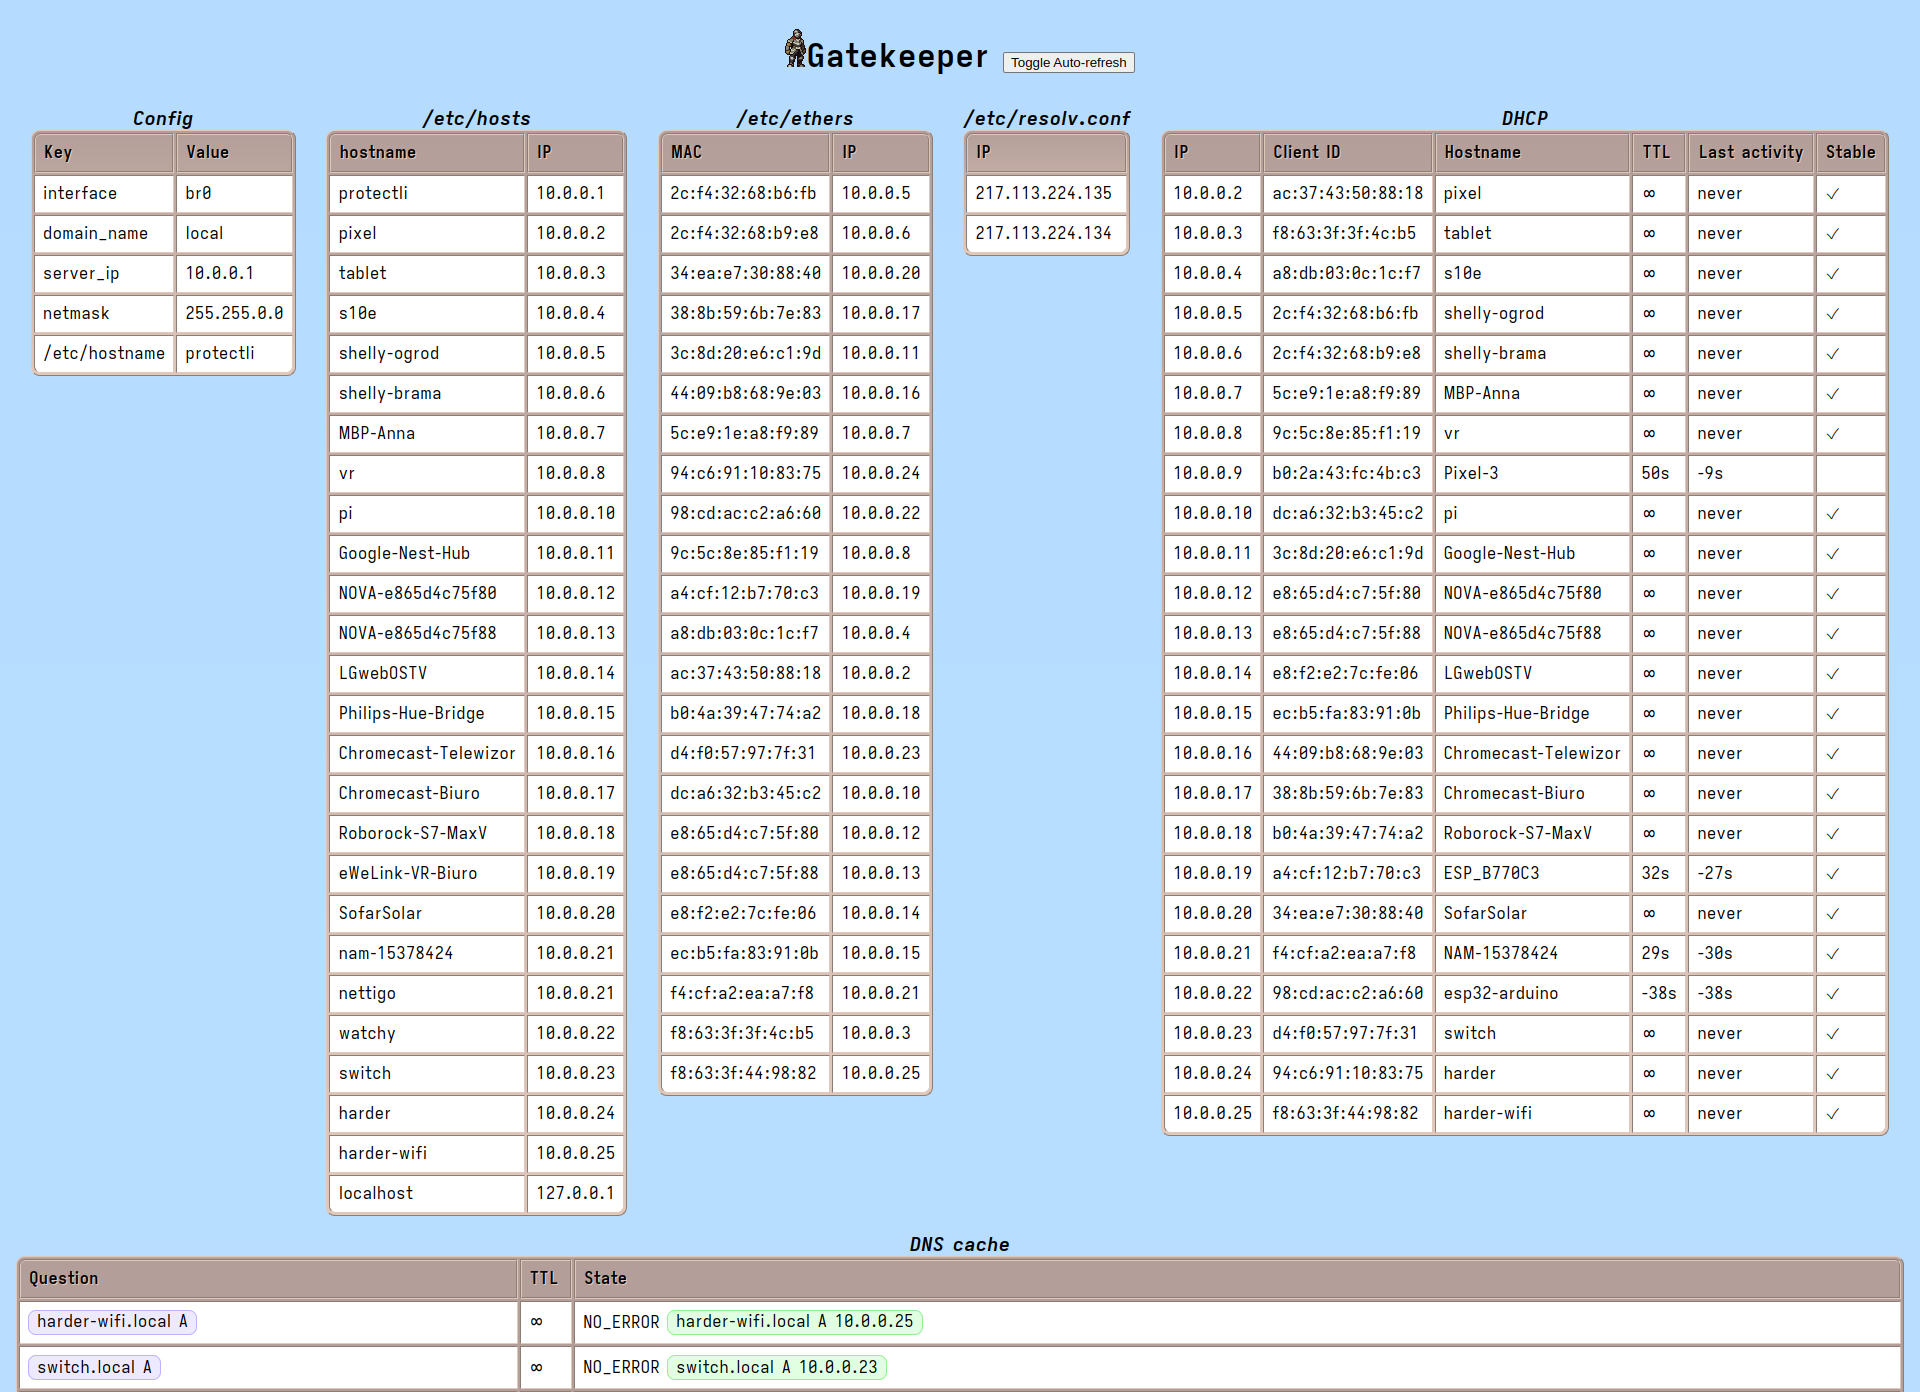 Gatekeeper Toggle Auto-refresh
Config
Key Value
interface br0
domain_name local
server_ip 10.0.0.1
netmask 255.255.0.0
/etc/hostname protectli
/etc/hosts
hostname IP
protectli 10.0.0.1
pixel 10.0.0.2
tablet 10.0.0.3
s10e 10.0.0.4
shelly-ogrod 10.0.0.5
shelly-brama 10.0.0.6
MBP-Anna 10.0.0.7
vr 10.0.0.8
pi 10.0.0.10
Google-Nest-Hub 10.0.0.11
NOVA-e865d4c75f80 10.0.0.12
NOVA-e865d4c75f88 10.0.0.13
LGwebOSTV 10.0.0.14
Philips-Hue-Bridge 10.0.0.15
Chromecast-Telewizor 10.0.0.16
Chromecast-Biuro 10.0.0.17
Roborock-S7-MaxV 10.0.0.18
eWeLink-VR-Biuro 10.0.0.19
SofarSolar 10.0.0.20
nam-15378424 10.0.0.21
nettigo 10.0.0.21
watchy 10.0.0.22
switch 10.0.0.23
harder 10.0.0.24
harder-wifi 10.0.0.25
localhost 127.0.0.1
/etc/ethers
MAC IP
2c:f4:32:68:b6:fb 10.0.0.5
2c:f4:32:68:b9:e8 10.0.0.6
34:ea:e7:30:88:40 10.0.0.20
38:8b:59:6b:7e:83 10.0.0.17
3c:8d:20:e6:c1:9d 10.0.0.11
44:09:b8:68:9e:03 10.0.0.16
5c:e9:1e:a8:f9:89 10.0.0.7
94:c6:91:10:83:75 10.0.0.24
98:cd:ac:c2:a6:60 10.0.0.22
9c:5c:8e:85:f1:19 10.0.0.8
a4:cf:12:b7:70:c3 10.0.0.19
a8:db:03:0c:1c:f7 10.0.0.4
ac:37:43:50:88:18 10.0.0.2
b0:4a:39:47:74:a2 10.0.0.18
d4:f0:57:97:7f:31 10.0.0.23
dc:a6:32:b3:45:c2 10.0.0.10
e8:65:d4:c7:5f:80 10.0.0.12
e8:65:d4:c7:5f:88 10.0.0.13
e8:f2:e2:7c:fe:06 10.0.0.14
ec:b5:fa:83:91:0b 10.0.0.15
f4:cf:a2:ea:a7:f8 10.0.0.21
f8:63:3f:3f:4c:b5 10.0.0.3
f8:63:3f:44:98:82 10.0.0.25
/etc/resolv.conf
IP
217.113.224.135
217.113.224.134
DHCP
IP Client ID Hostname TTL Last activity Stable
10.0.0.2 ac:37:43:50:88:18 pixel ∞ never ✓
10.0.0.3 f8:63:3f:3f:4c:b5 tablet ∞ never ✓
10.0.0.4 a8:db:03:0c:1c:f7 s10e ∞ never ✓
10.0.0.5 2c:f4:32:68:b6:fb shelly-ogrod ∞ never ✓
10.0.0.6 2c:f4:32:68:b9:e8 shelly-brama ∞ never ✓
10.0.0.7 5c:e9:1e:a8:f9:89 MBP-Anna ∞ never ✓
10.0.0.8 9c:5c:8e:85:f1:19 vr ∞ never ✓
10.0.0.9 b0:2a:43:fc:4b:c3 Pixel-3 50s -9s
10.0.0.10 dc:a6:32:b3:45:c2 pi ∞ never ✓
10.0.0.11 3c:8d:20:e6:c1:9d Google-Nest-Hub ∞ never ✓
10.0.0.12 e8:65:d4:c7:5f:80 NOVA-e865d4c75f80 ∞ never ✓
10.0.0.13 e8:65:d4:c7:5f:88 NOVA-e865d4c75f88 ∞ never ✓
10.0.0.14 e8:f2:e2:7c:fe:06 LGwebOSTV ∞ never ✓
10.0.0.15 ec:b5:fa:83:91:0b Philips-Hue-Bridge ∞ never ✓
10.0.0.16 44:09:b8:68:9e:03 Chromecast-Telewizor ∞ never ✓
10.0.0.17 38:8b:59:6b:7e:83 Chromecast-Biuro ∞ never ✓
10.0.0.18 b0:4a:39:47:74:a2 Roborock-S7-MaxV ∞ never ✓
10.0.0.19 a4:cf:12:b7:70:c3 ESP_B770C3 32s -27s ✓
10.0.0.20 34:ea:e7:30:88:40 SofarSolar ∞ never ✓
10.0.0.21 f4:cf:a2:ea:a7:f8 NAM-15378424 29s -30s ✓
10.0.0.22 98:cd:ac:c2:a6:60 esp32-arduino -38s -38s ✓
10.0.0.23 d4:f0:57:97:7f:31 switch ∞ never ✓
10.0.0.24 94:c6:91:10:83:75 harder ∞ never ✓
10.0.0.25 f8:63:3f:44:98:82 harder-wifi ∞ never ✓
DNS cache
Question TTL State
harder-wifi.local A ∞ NO_ERROR harder-wifi.local A 10.0.0.25
switch.local A ∞ NO_ERROR switch.local A 10.0.0.23